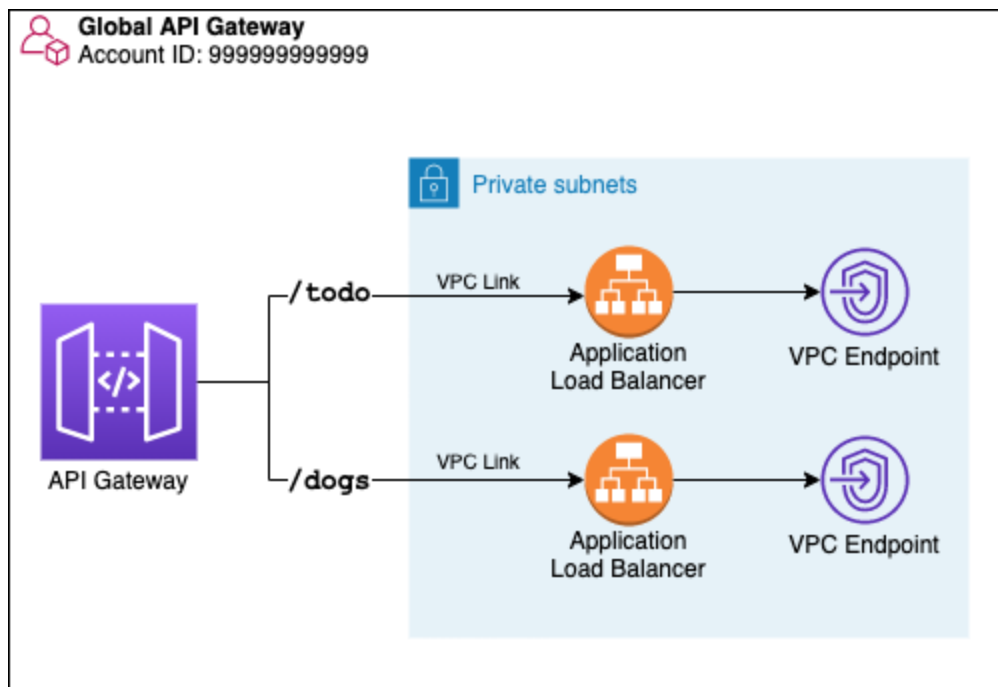 Global API Gateway
Account ID: 999999999999
Private subnets
/todo
VPC Link
Application
Load Balancer
VPC Endpoint
</>
API Gateway
/dogs
VPC Link
Application
Load Balancer
VPC Endpoint